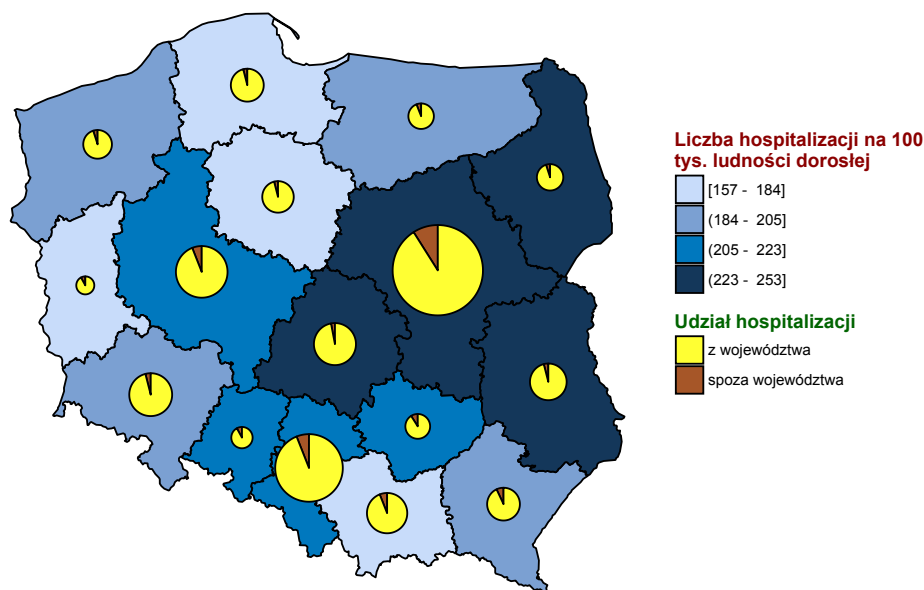 Liczba hospitalizacji na 100
tys. ludności dorosłej
[157 - 184]
(184 - 205]
(205 - 223]
(223 - 253]
Udział hospitalizacji
z województwa
spoza województwa